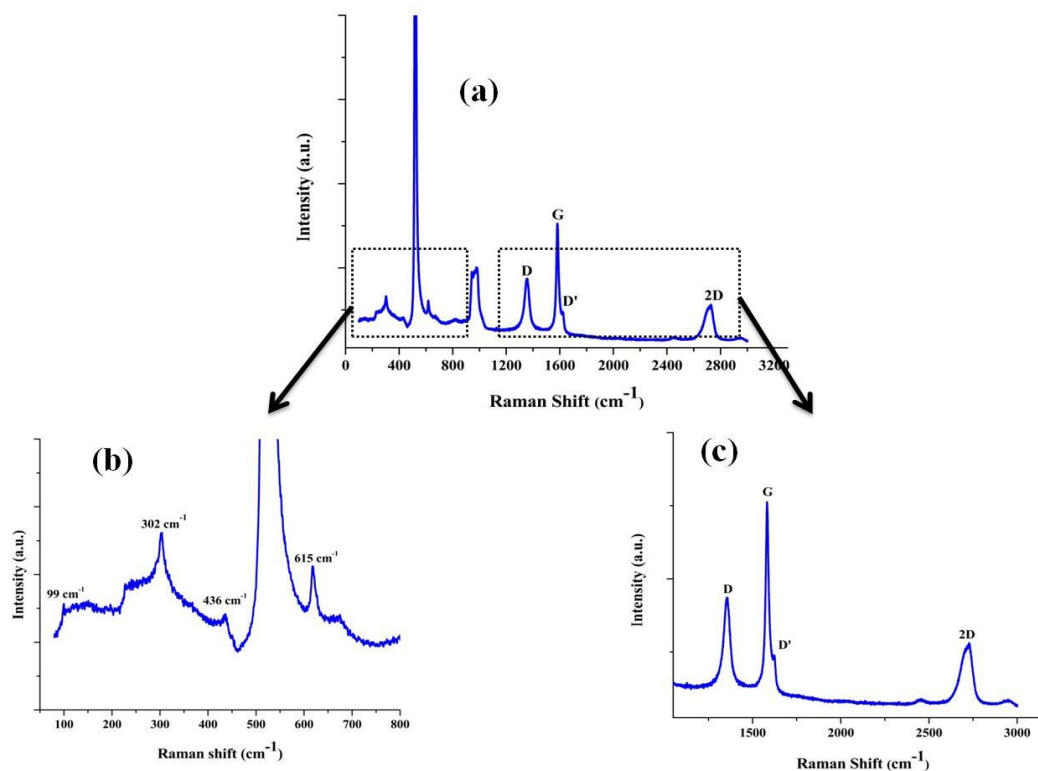 (a)
Intensity (a.u.)
G
D
D'
2D
0 400 800 1200 1600 2000 2400 2800 3200
Raman Shift (cm⁻¹)
(b)
Intensity (a.u.)
302 cm⁻¹
615 cm⁻¹
99 cm⁻¹
436 cm⁻¹
100 200 300 400 500 600 700 800
Raman shift (cm⁻¹)
(c)
Intensity (a.u.)
G
D
D'
2D
1500 2000 2500 3000
Raman Shift (cm⁻¹)